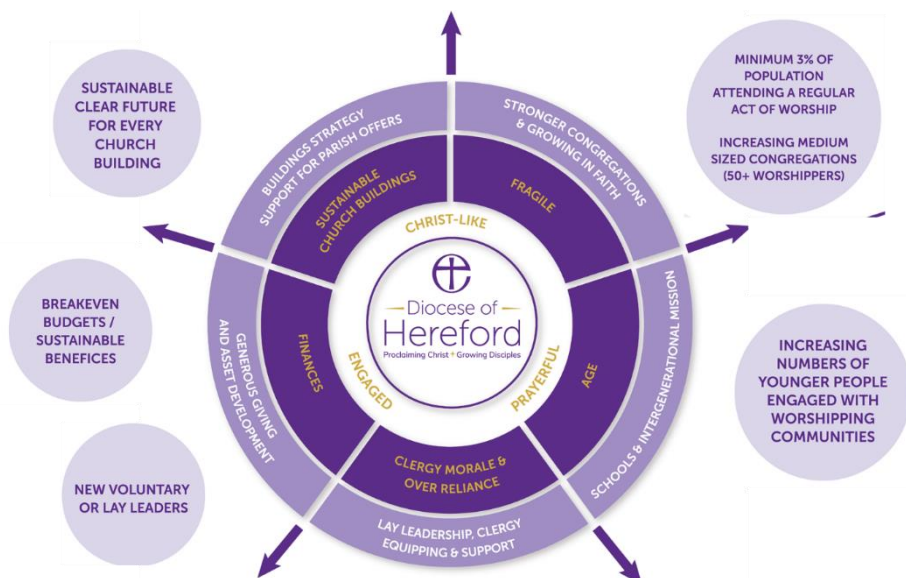 SUSTAINABLE
CLEAR FUTURE
FOR EVERY
CHURCH
BUILDING
MINIMUM 3% OF
POPULATION
ATTENDING A REGULAR
ACT OF WORSHIP
INCREASING MEDIUM
SIZED CONGREGATIONS
(50+ WORSHIPPERS)
BUILDINGS STRATEGY
SUPPORT FOR PARISH OFFERS
STRONGER CONGREGATIONS
& GROWING IN FAITH
SUSTAINABLE
CHURCH BUILDINGS
FRAGILE
CHRIST-LIKE
Diocese of
Hereford
Proclaiming Christ + Growing Disciples
ENGAGED
PRAYERFUL
FINANCES
AGE
GENEROUS GIVING
AND ASSET DEVELOPMENT
SCHOOLS & INTERGENERATIONAL MISSION
CLERGY MORALE &
OVER RELIANCE
LAY LEADERSHIP, CLERGY
EQUIPPING & SUPPORT
BREAKEVEN
BUDGETS /
SUSTAINABLE
BENEFICES
INCREASING
NUMBERS OF
YOUNGER PEOPLE
ENGAGED WITH
WORSHIPPING
COMMUNITIES
NEW VOLUNTARY
OR LAY LEADERS